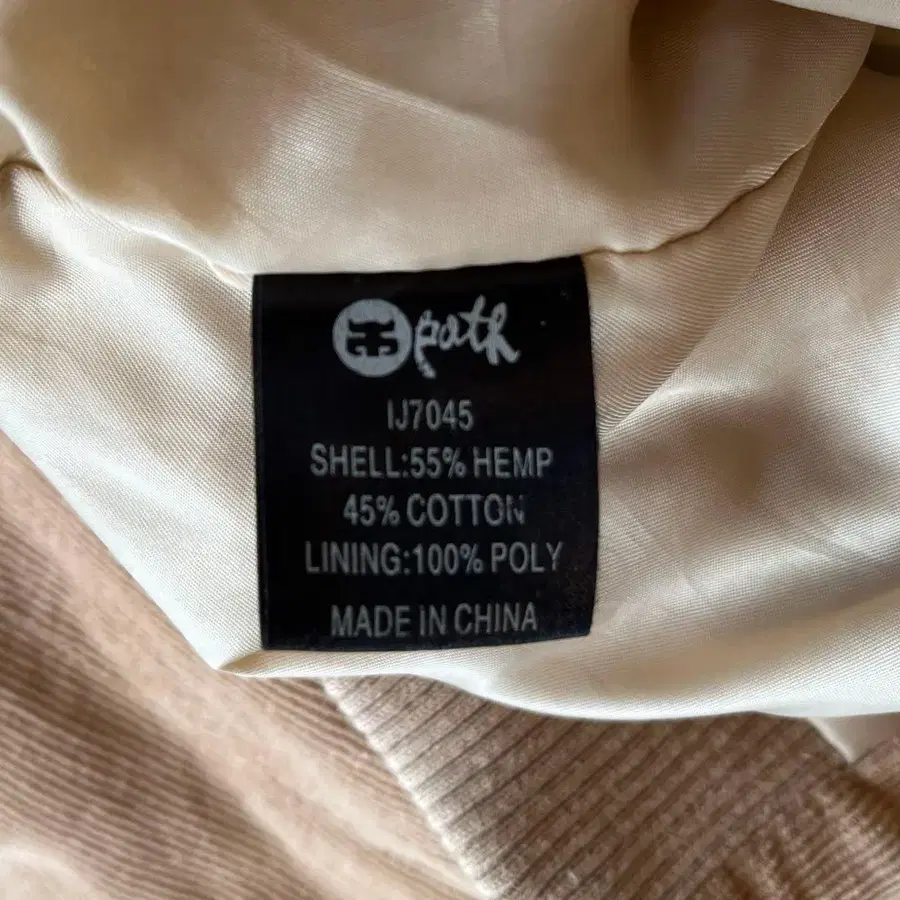 path
IJ7045
SHELL:55% HEMP
45% COTTON
LINING:100% POLY
MADE IN CHINA